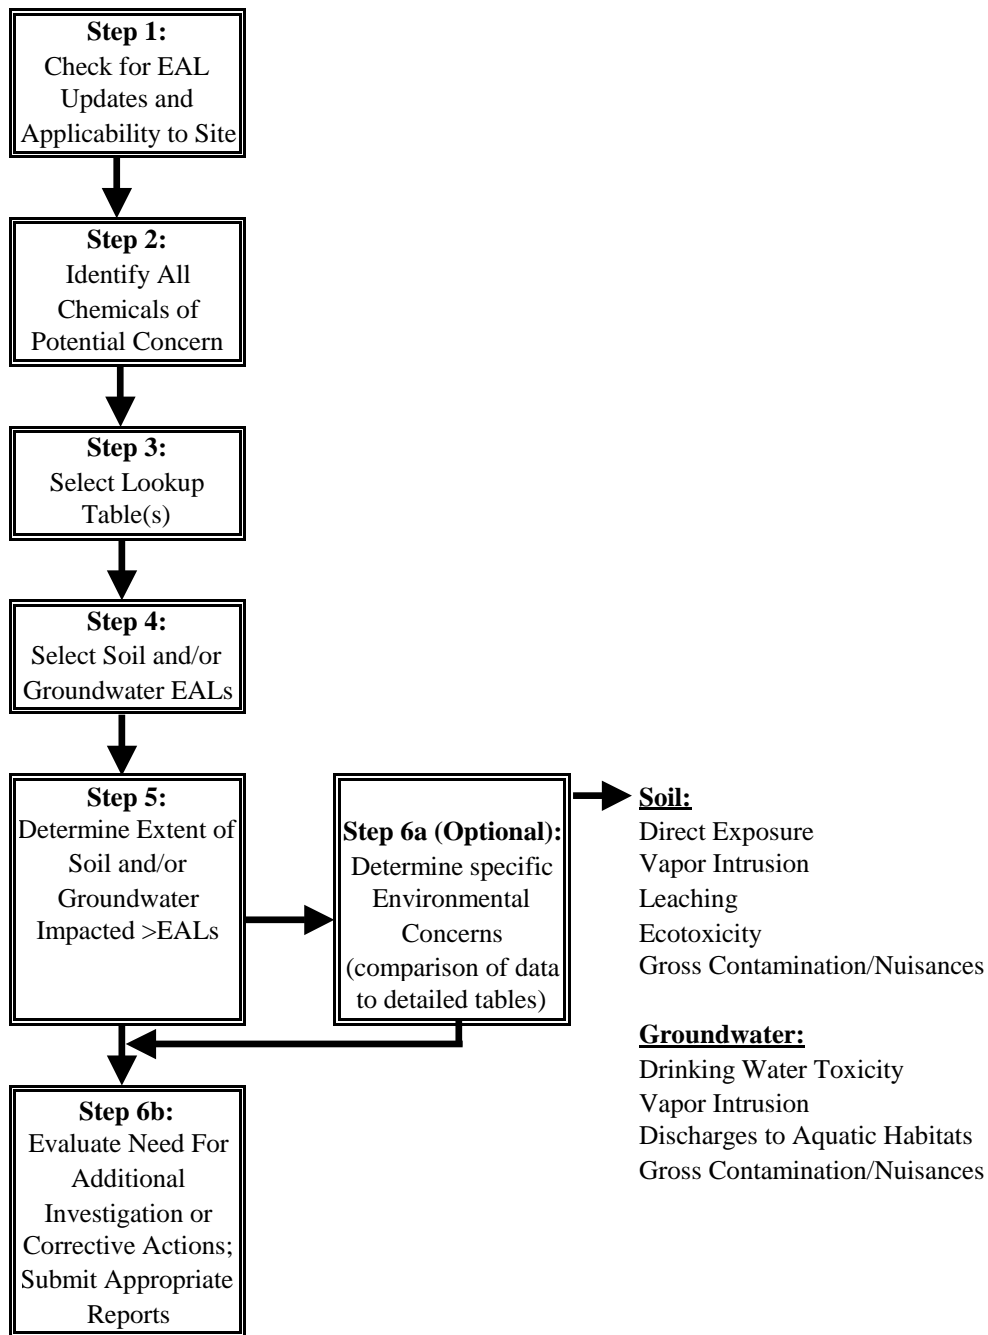 Step 1:
Check for EAL
Updates and
Applicability to Site
Step 2:
Identify All
Chemicals of
Potential Concern
Step 3:
Select Lookup
Table(s)
Step 4:
Select Soil and/or
Groundwater EALs
Step 5:
Determine Extent of
Soil and/or
Groundwater
Impacted >EALs
Step 6a (Optional):
Determine specific
Environmental
Concerns
(comparison of data
to detailed tables)
Soil:
Direct Exposure
Vapor Intrusion
Leaching
Ecotoxicity
Gross Contamination/Nuisances
Groundwater:
Drinking Water Toxicity
Vapor Intrusion
Discharges to Aquatic Habitats
Gross Contamination/Nuisances
Step 6b:
Evaluate Need For
Additional
Investigation or
Corrective Actions;
Submit Appropriate
Reports